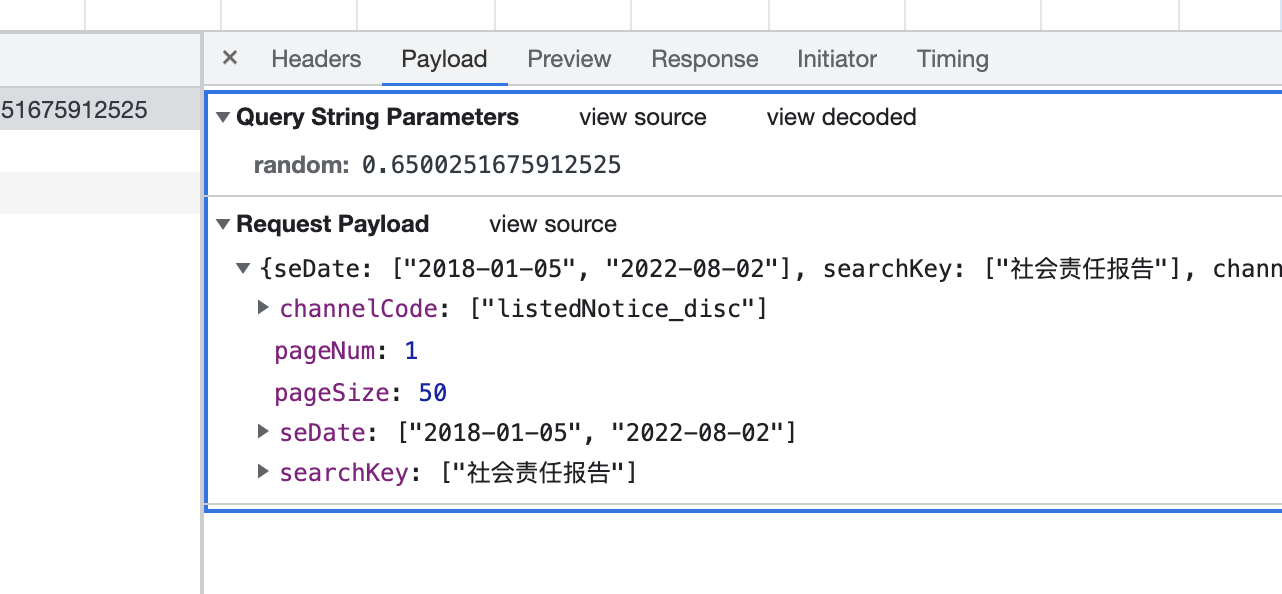 Headers Payload Preview Response Initiator Timing
51675912525
Query String Parameters view source view decoded
random: 0.6500251675912525
Request Payload view source
{seDate: ["2018-01-05", "2022-08-02"], searchKey: ["社会责任报告"], chann
channelCode: ["listedNotice_disc"]
pageNum: 1
pageSize: 50
seDate: ["2018-01-05", "2022-08-02"]
searchKey: ["社会责任报告"]